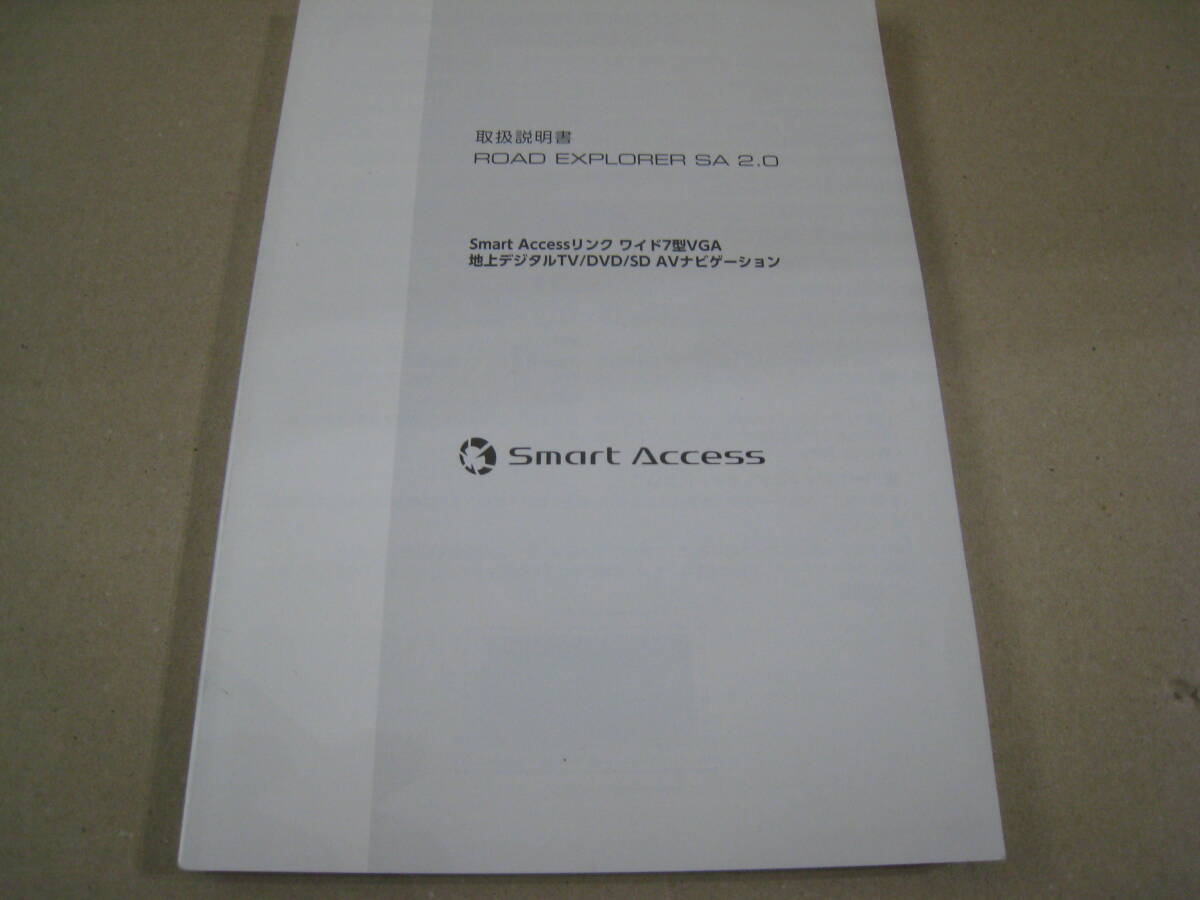 取扱説明書
ROAD EXPLORER SA 2.0
Smart Accessリンク ワイド7型VGA
地上デジタルTV/DVD/SD AVナビゲーション
Smart Access